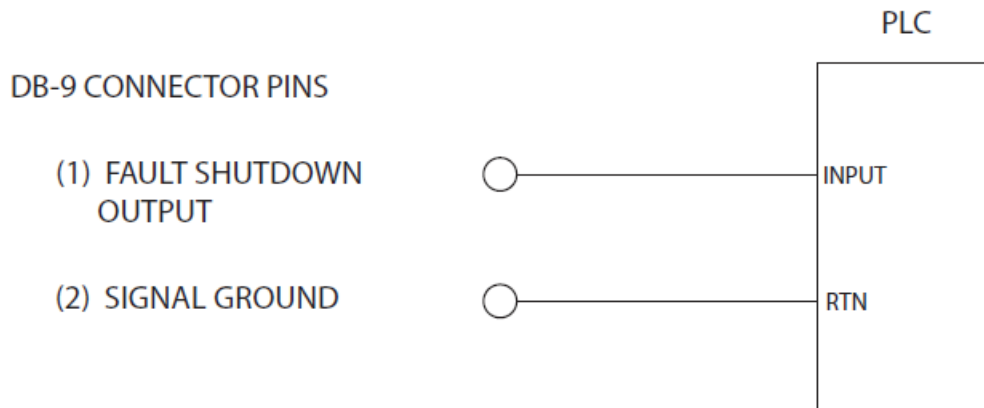 PLC
DB-9 CONNECTOR PINS
(1) FAULT SHUTDOWN
OUTPUT
INPUT
(2) SIGNAL GROUND
RTN